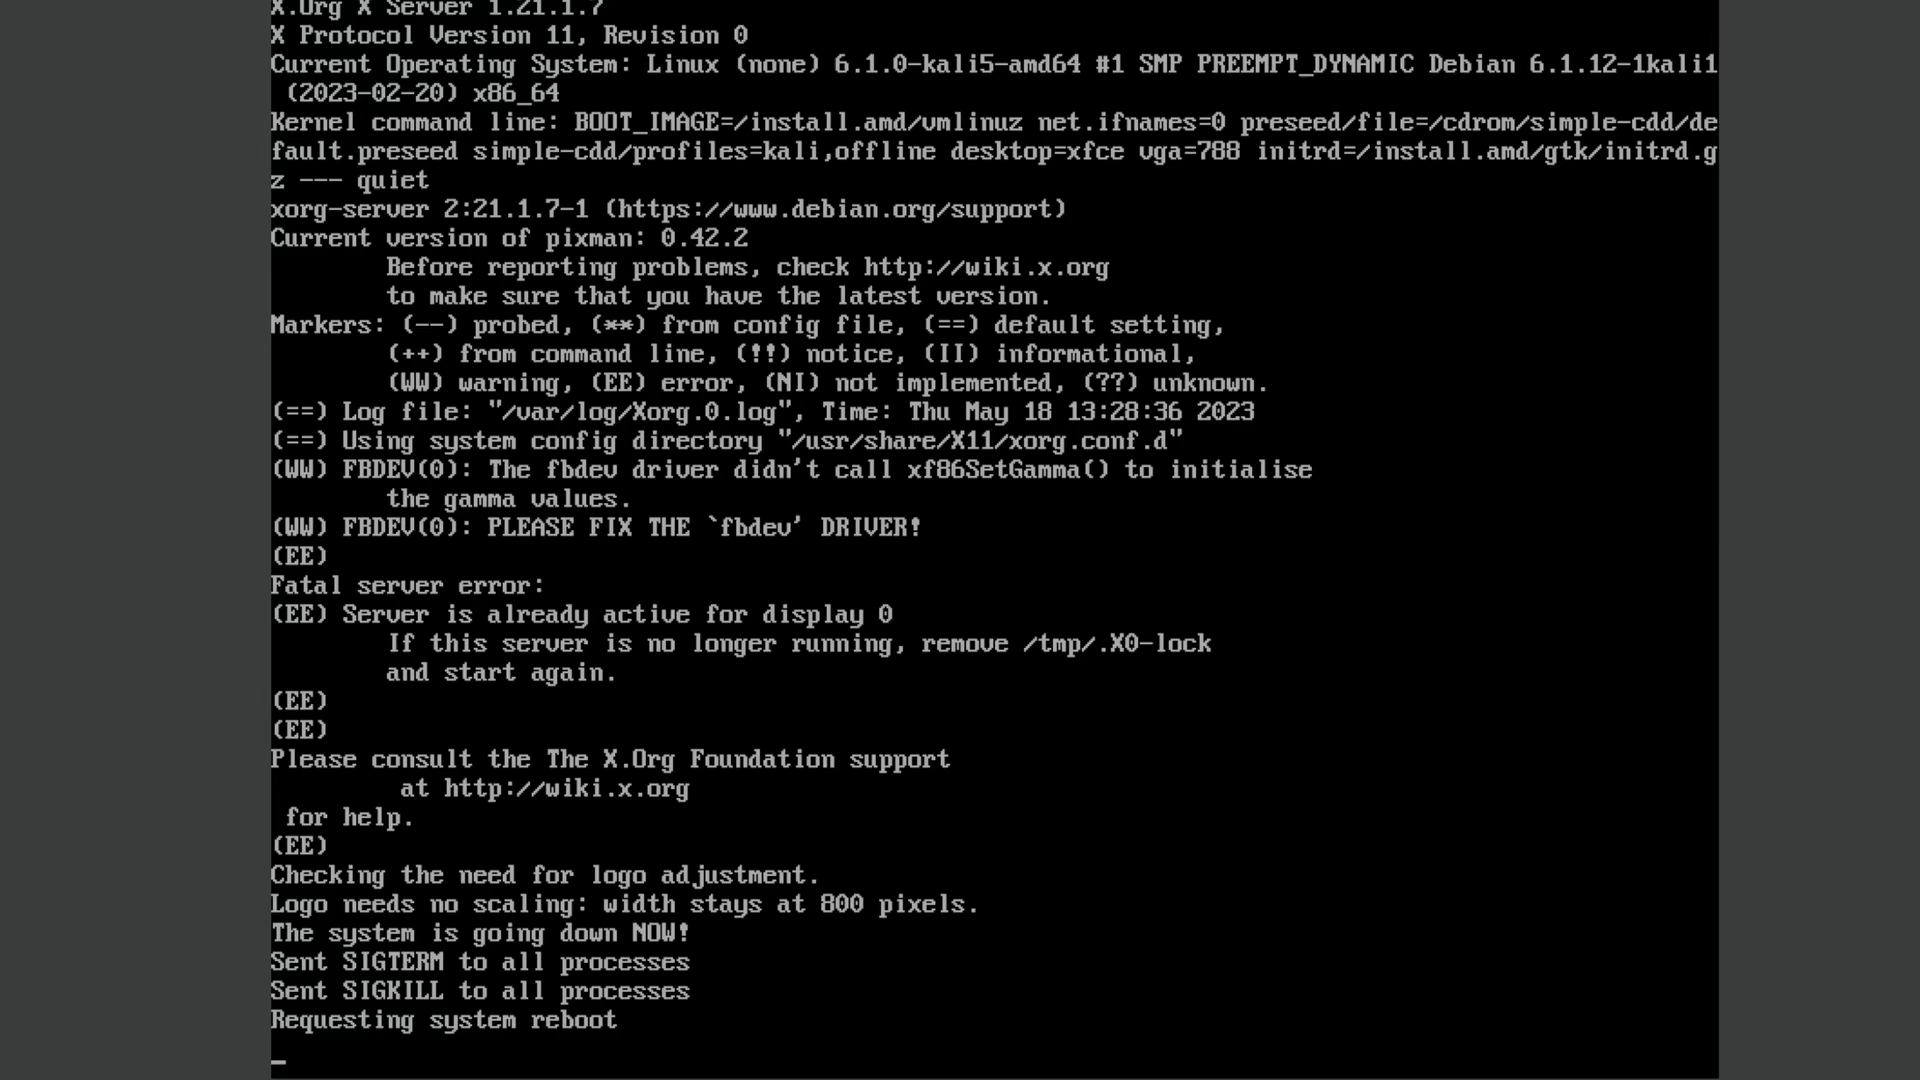 X.Org X Server 1.21.1.7
X Protocol Version 11, Revision 0
Current Operating System: Linux (none) 6.1.0-kali5-amd64 #1 SMP PREEMPT_DYNAMIC Debian 6.1.12-1kali1
(2023-02-20) x86_64
Kernel command line: BOOT_IMAGE=/install.amd/vmlinuz net.ifnames=0 preseed/file=/cdrom/simple-cdd/de
fault.preseed simple-cdd/profiles=kali,offline desktop=xfce vga=788 initrd=/install.amd/gtk/initrd.g
z --- quiet
xorg-server 2:21.1.7-1 (https://www.debian.org/support)
Current version of pixman: 0.42.2
Before reporting problems, check http://wiki.x.org
to make sure that you have the latest version.
Markers: (--) probed, (**) from config file, (==) default setting,
(++) from command line, (!!) notice, (II) informational,
(WW) warning, (EE) error, (NI) not implemented, (??) unknown.
(==) Log file: "/var/log/Xorg.0.log", Time: Thu May 18 13:28:36 2023
(==) Using system config directory "/usr/share/X11/xorg.conf.d"
(WW) FBDEV(0): The fbdev driver didn't call xf86SetGamma() to initialise
the gamma values.
(WW) FBDEV(0): PLEASE FIX THE `fbdev' DRIVER!
(EE)
Fatal server error:
(EE) Server is already active for display 0
If this server is no longer running, remove /tmp/.X0-lock
and start again.
(EE)
(EE)
Please consult the The X.Org Foundation support
at http://wiki.x.org
for help.
(EE)
Checking the need for logo adjustment.
Logo needs no scaling: width stays at 800 pixels.
The system is going down NOW!
Sent SIGTERM to all processes
Sent SIGKILL to all processes
Requesting system reboot
_